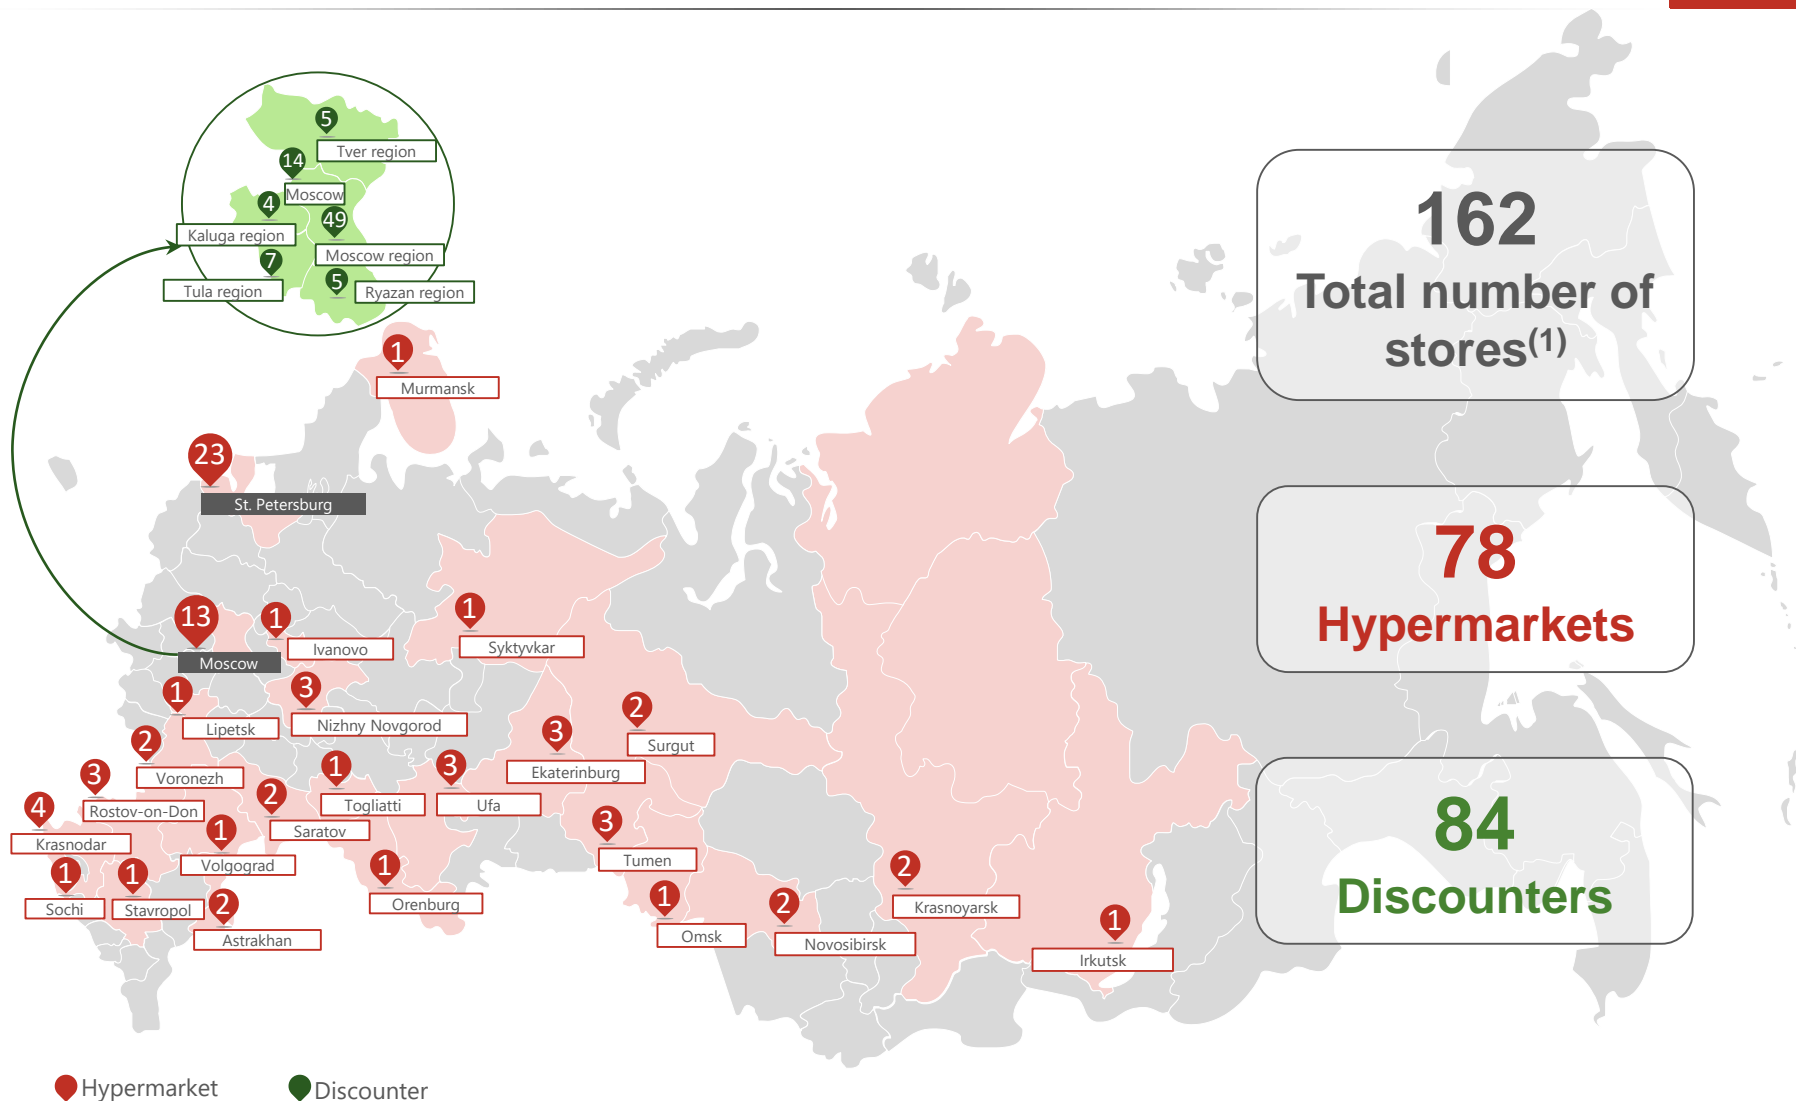 5
Tver region
14
Moscow
4
Kaluga region
49
Moscow region
7
Tula region
5
Ryazan region
1
Murmansk
23
St. Petersburg
13
Moscow
1
Ivanovo
1
Syktyvkar
1
Lipetsk
3
Nizhny Novgorod
2
Surgut
2
Voronezh
3
Ekaterinburg
3
Rostov-on-Don
1
Togliatti
3
Ufa
4
Krasnodar
2
Saratov
1
Volgograd
3
Tumen
1
Sochi
1
Stavropol
2
Astrakhan
1
Orenburg
1
Omsk
2
Novosibirsk
2
Krasnoyarsk
1
Irkutsk
162
Total number of
stores(1)
78
Hypermarkets
84
Discounters
Hypermarket
Discounter